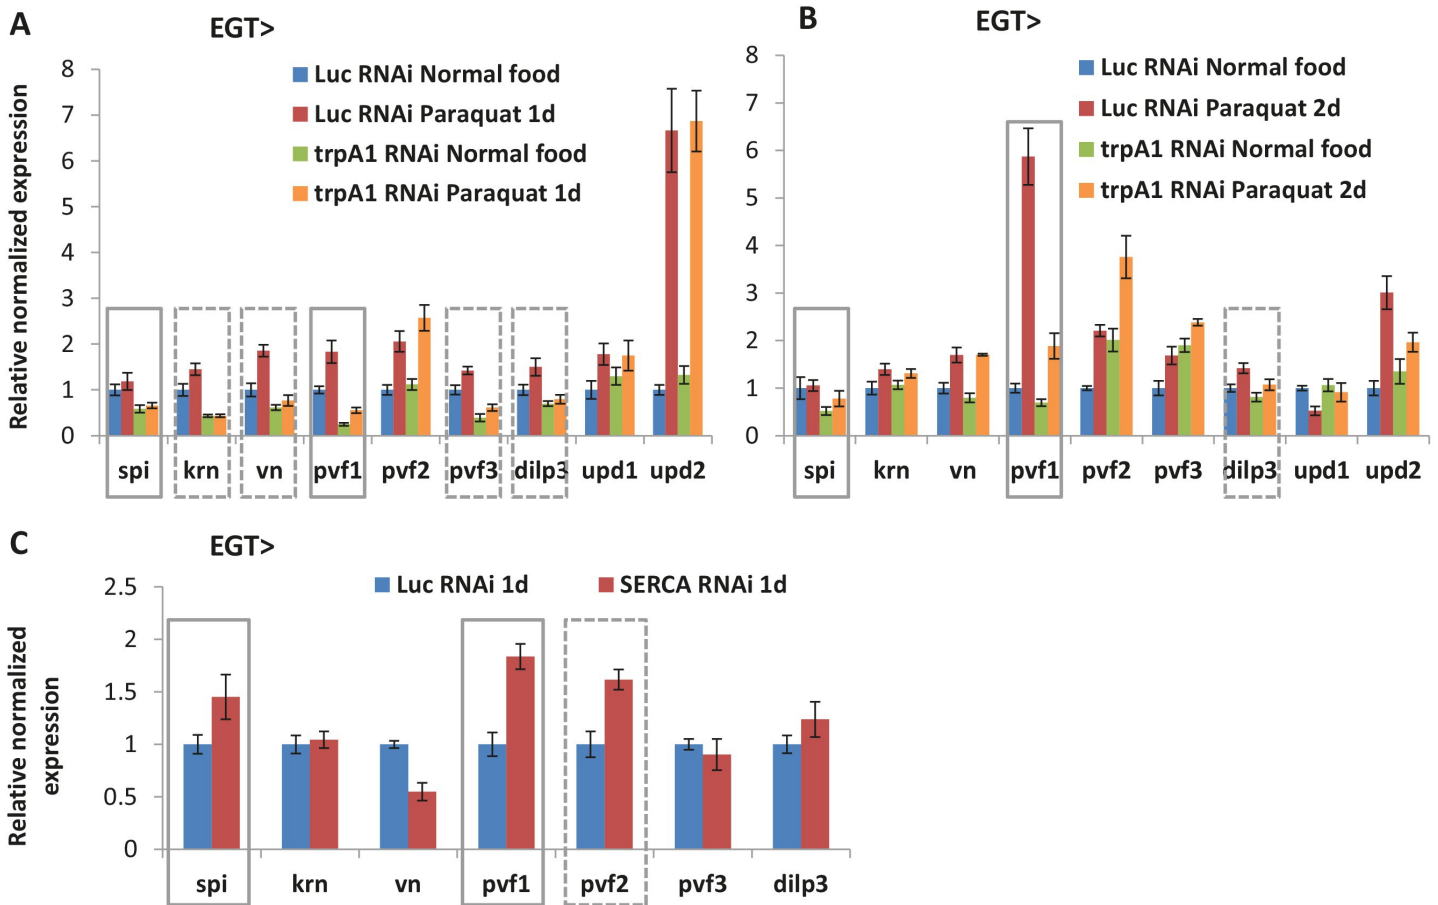 A
EGT>
Relative normalized expression
8
7
6
5
4
3
2
1
0
Luc RNAi Normal food
Luc RNAi Paraquat 1d
trpA1 RNAi Normal food
trpA1 RNAi Paraquat 1d
spi krn vn pvf1 pvf2 pvf3 dilp3 upd1 upd2
B
EGT>
8
7
6
5
4
3
2
1
0
Luc RNAi Normal food
Luc RNAi Paraquat 2d
trpA1 RNAi Normal food
trpA1 RNAi Paraquat 2d
spi krn vn pvf1 pvf2 pvf3 dilp3 upd1 upd2
C
EGT>
Relative normalized
expression
2.5
2
1.5
1
0.5
0
Luc RNAi 1d SERCA RNAi 1d
spi krn vn pvf1 pvf2 pvf3 dilp3